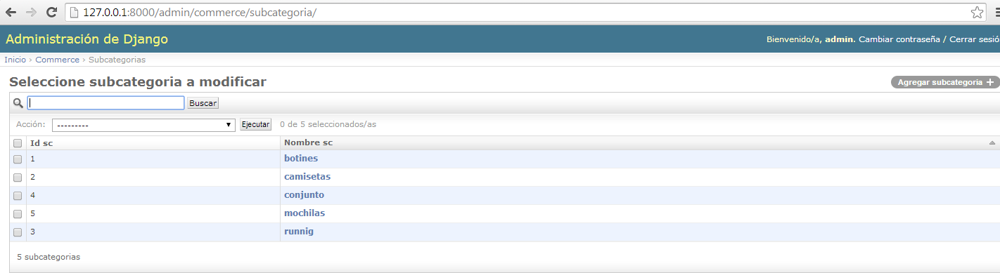 127.0.0.1:8000/admin/commerce/subcategoria/
Administración de Django
Bienvenido/a, admin. Cambiar contraseña / Cerrar sesió
Inicio › Commerce › Subcategorias
Seleccione subcategoria a modificar
Agregar subcategoria +
Buscar
Acción: --------- Ejecutar 0 de 5 seleccionados/as
Id sc Nombre sc
1 botines
2 camisetas
4 conjunto
5 mochilas
3 runnig
5 subcategorias